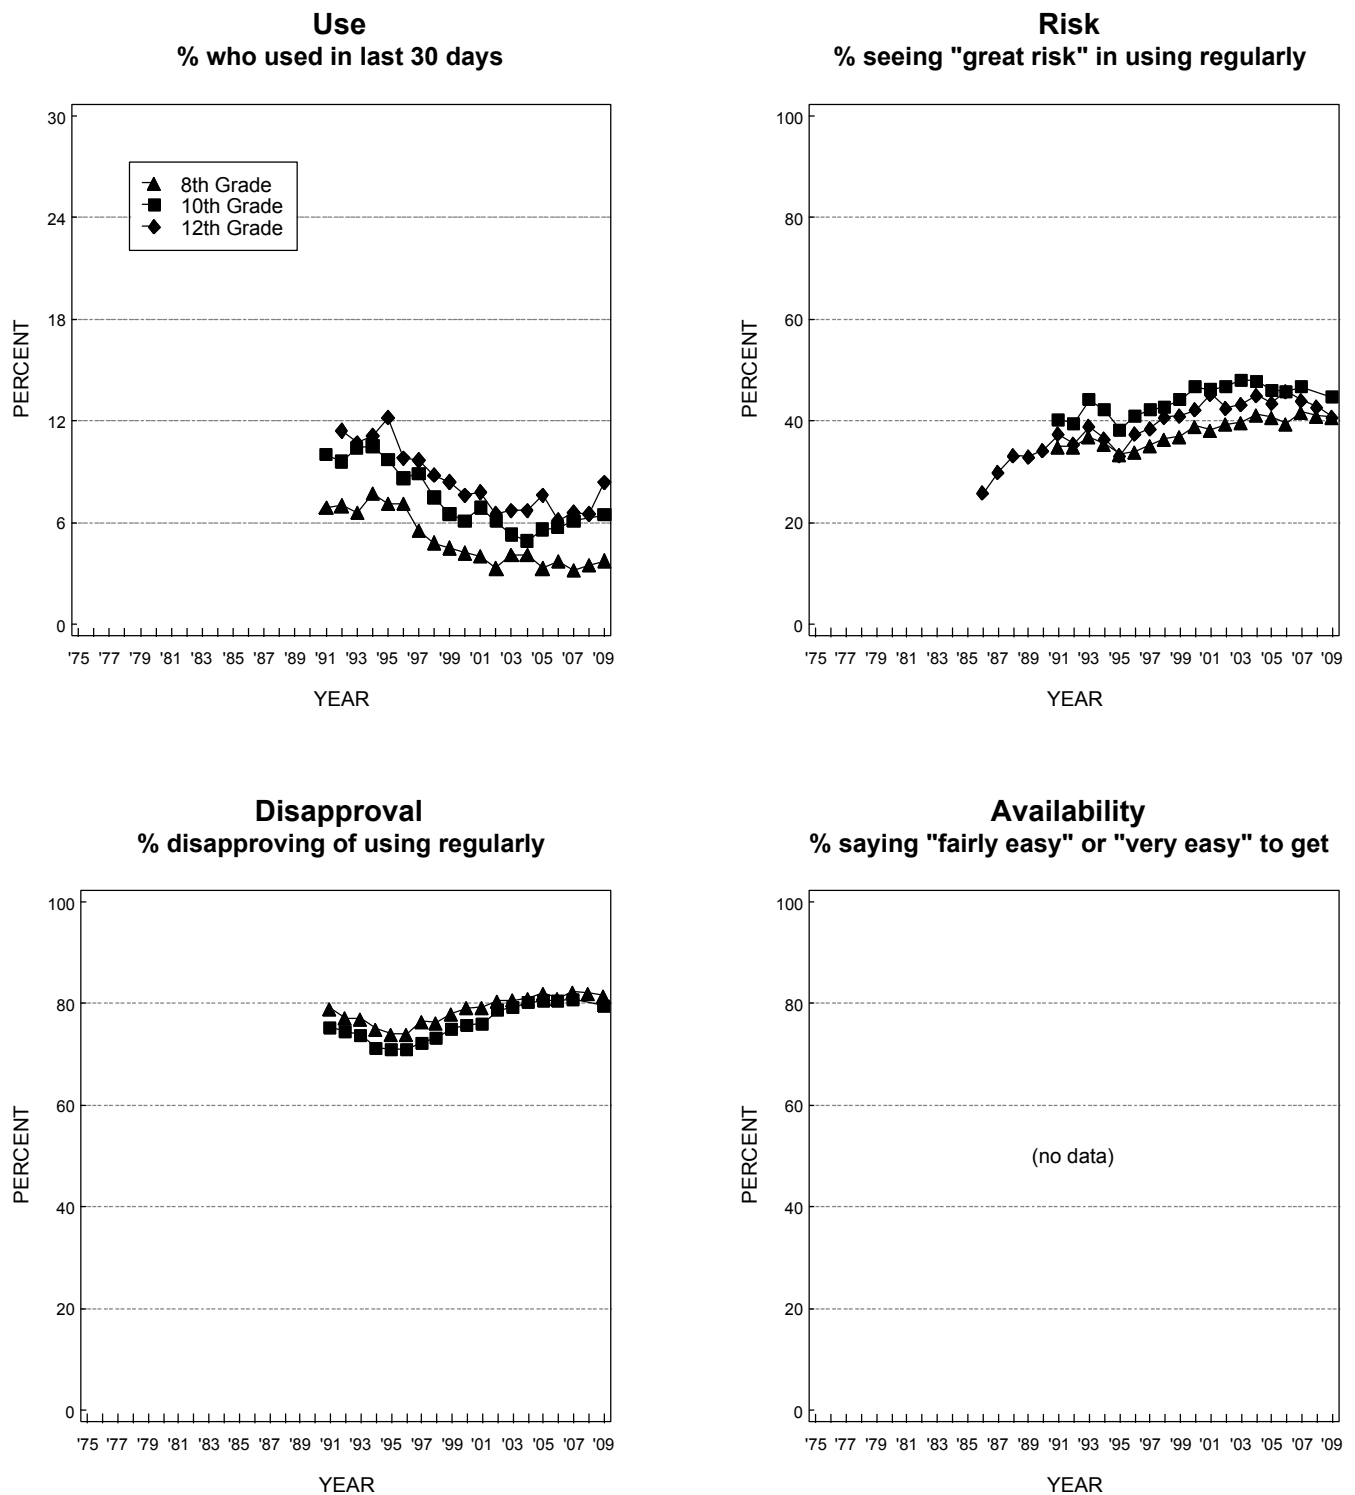 Use
% who used in last 30 days
30
24
18
12
6
0
PERCENT
8th Grade
10th Grade
12th Grade
'75 '77 '79 '81 '83 '85 '87 '89 '91 '93 '95 '97 '99 '01 '03 '05 '07 '09
YEAR
Risk
% seeing "great risk" in using regularly
100
80
60
40
20
0
PERCENT
'75 '77 '79 '81 '83 '85 '87 '89 '91 '93 '95 '97 '99 '01 '03 '05 '07 '09
YEAR
Disapproval
% disapproving of using regularly
100
80
60
40
20
0
PERCENT
'75 '77 '79 '81 '83 '85 '87 '89 '91 '93 '95 '97 '99 '01 '03 '05 '07 '09
YEAR
Availability
% saying "fairly easy" or "very easy" to get
100
80
60
40
20
0
PERCENT
(no data)
'75 '77 '79 '81 '83 '85 '87 '89 '91 '93 '95 '97 '99 '01 '03 '05 '07 '09
YEAR